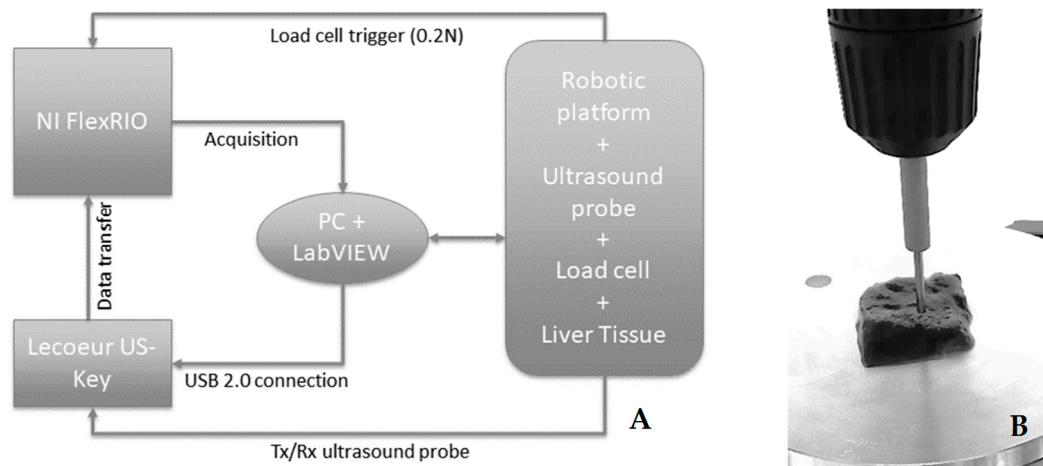 Load cell trigger (0.2N)
NI FlexRIO
Acquisition
Robotic
platform
+
Ultrasound
probe
+
Load cell
+
Liver Tissue
PC +
LabVIEW
Data transfer
Lecoeur US-
Key
USB 2.0 connection
Tx/Rx ultrasound probe
A
B